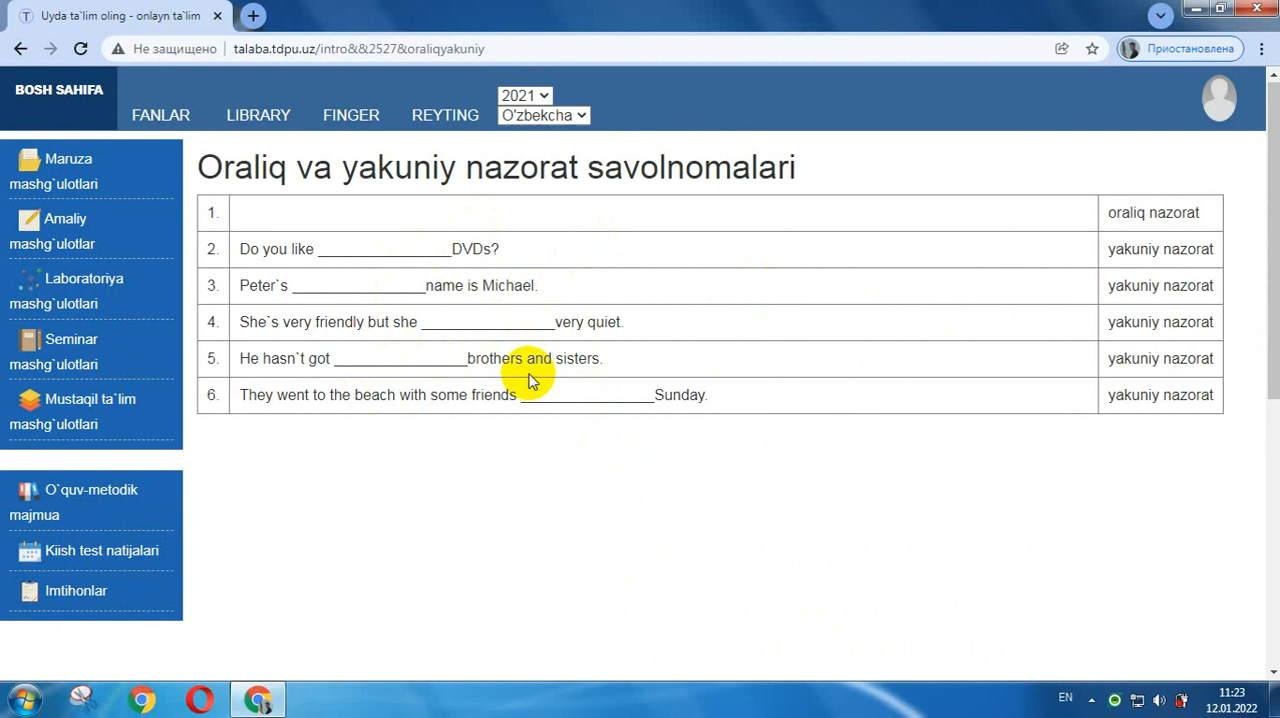 Uyda ta`lim oling - onlayn ta`lim
Не защищено
talaba.tdpu.uz/intro&&2527&oraliqyakuniy
Приостановлена
BOSH SAHIFA
FANLAR
LIBRARY
FINGER
REYTING
2021
O'zbekcha
Maruza
mashg`ulotlari
Amaliy
mashg`ulotlar
Laboratoriya
mashg`ulotlari
Seminar
mashg`ulotlari
Mustaqil ta`lim
mashg`ulotlari
O`quv-metodik
majmua
Kiish test natijalari
Imtihonlar
Oraliq va yakuniy nazorat savolnomalari
1. oraliq nazorat
2. Do you like ________________DVDs? yakuniy nazorat
3. Peter`s ________________name is Michael. yakuniy nazorat
4. She`s very friendly but she ________________very quiet. yakuniy nazorat
5. He hasn`t got ________________brothers and sisters. yakuniy nazorat
6. They went to the beach with some friends ________________Sunday. yakuniy nazorat
EN
11:23
12.01.2022